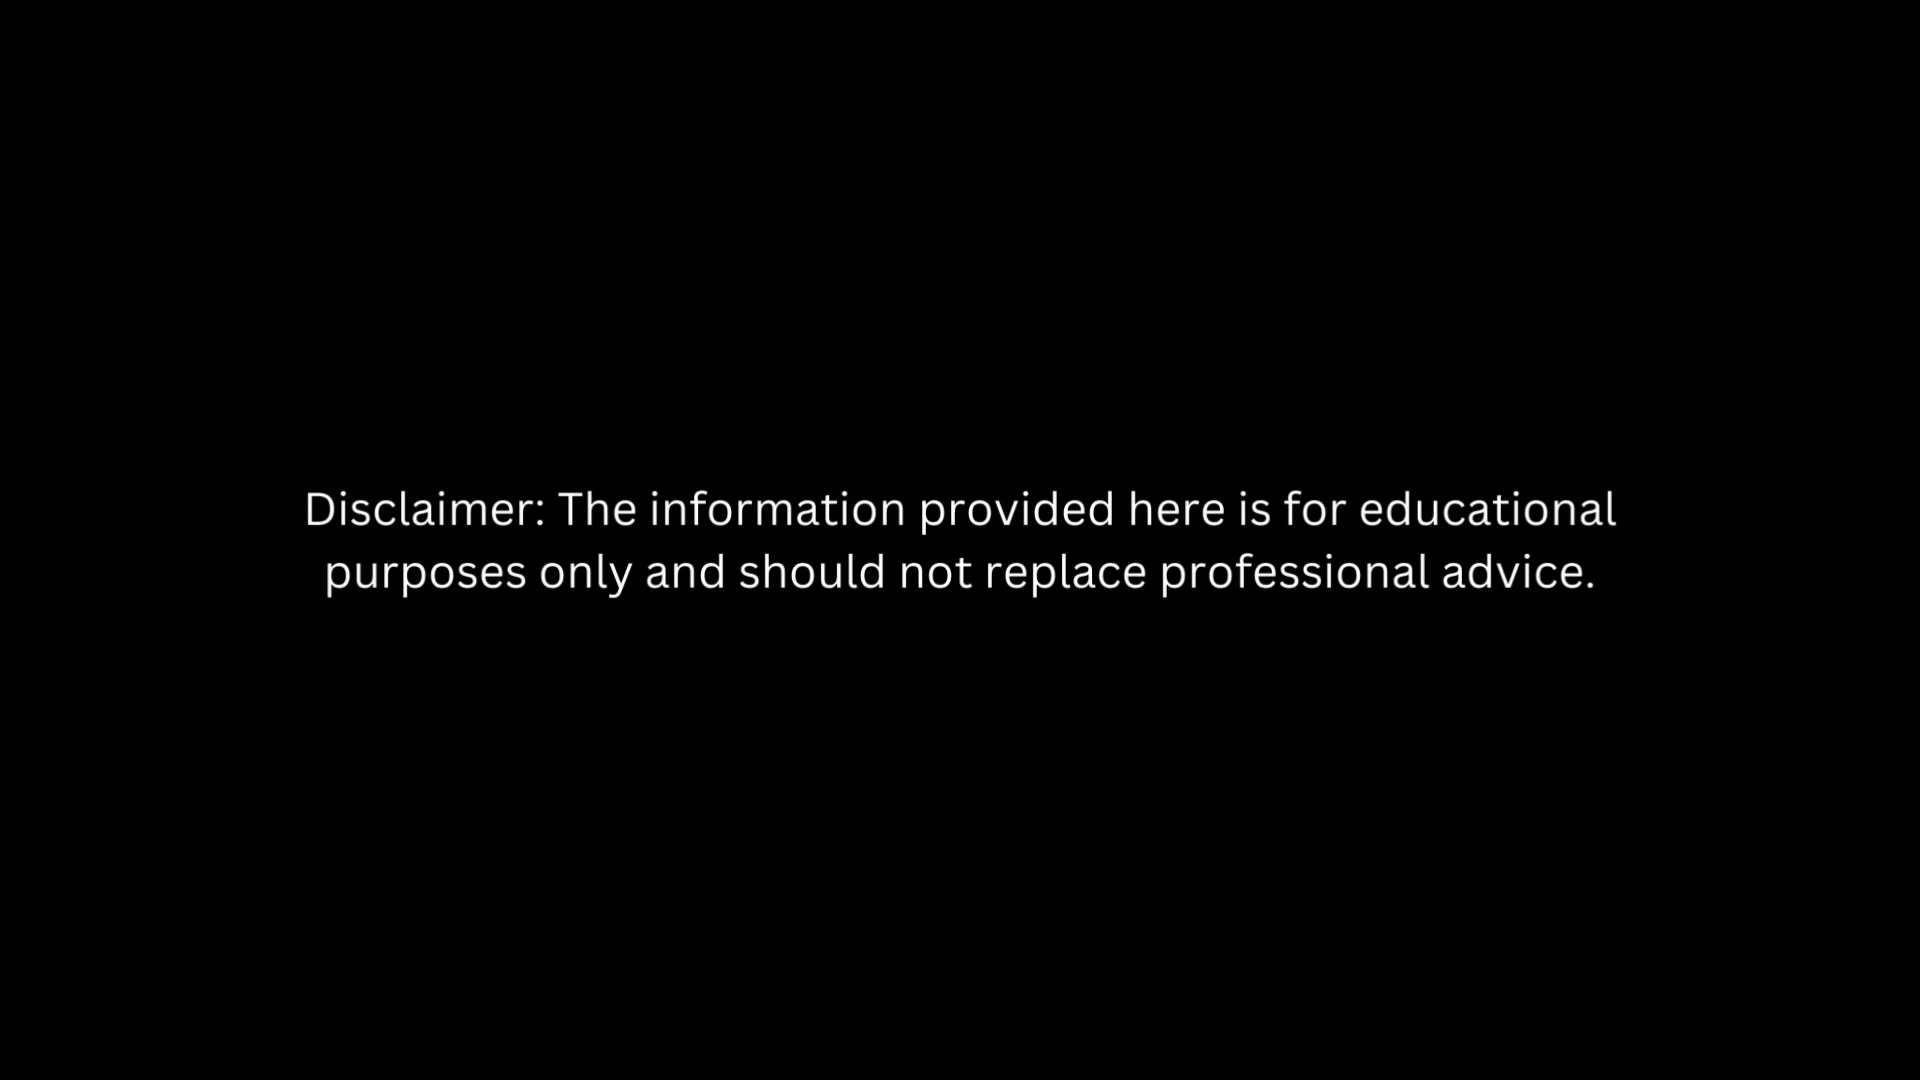 Disclaimer: The information provided here is for educational
purposes only and should not replace professional advice.